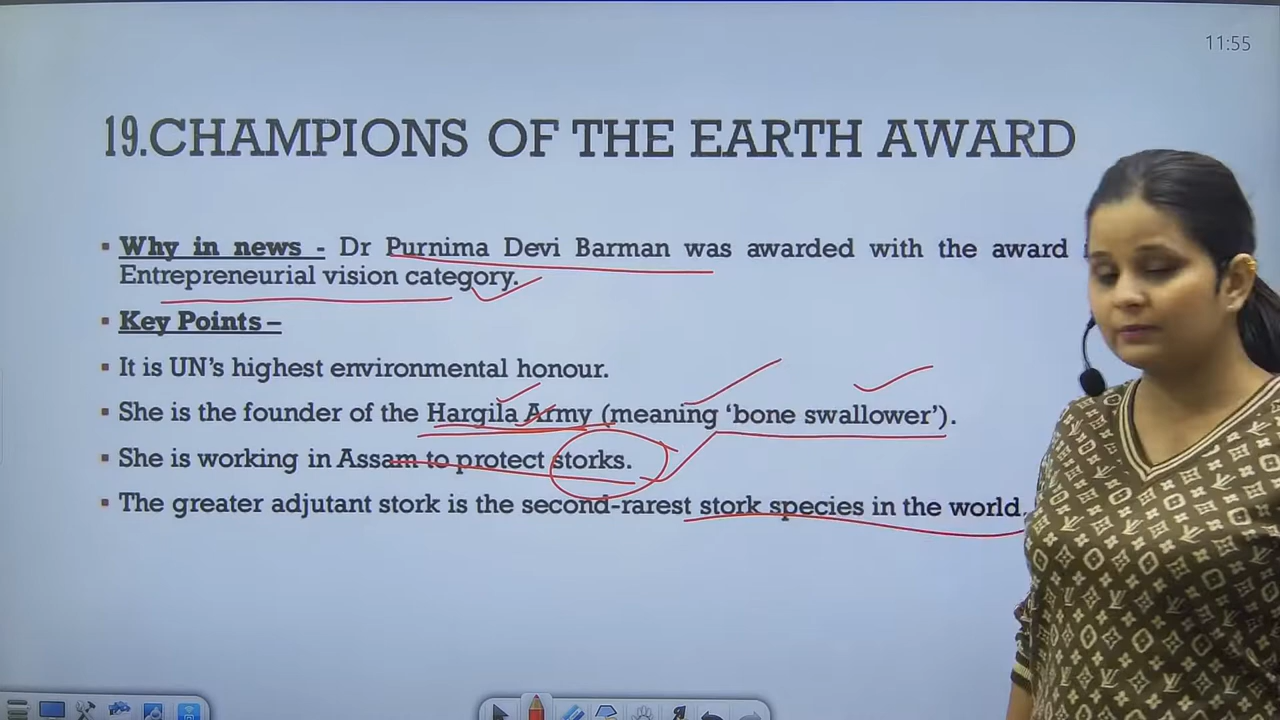 11:55
19.CHAMPIONS OF THE EARTH AWARD
▪ Why in news - Dr Purnima Devi Barman was awarded with the award
Entrepreneurial vision category.
▪ Key Points –
▪ It is UN’s highest environmental honour.
▪ She is the founder of the Hargila Army (meaning ‘bone swallower’).
▪ She is working in Assam to protect storks.
▪ The greater adjutant stork is the second-rarest stork species in the world.